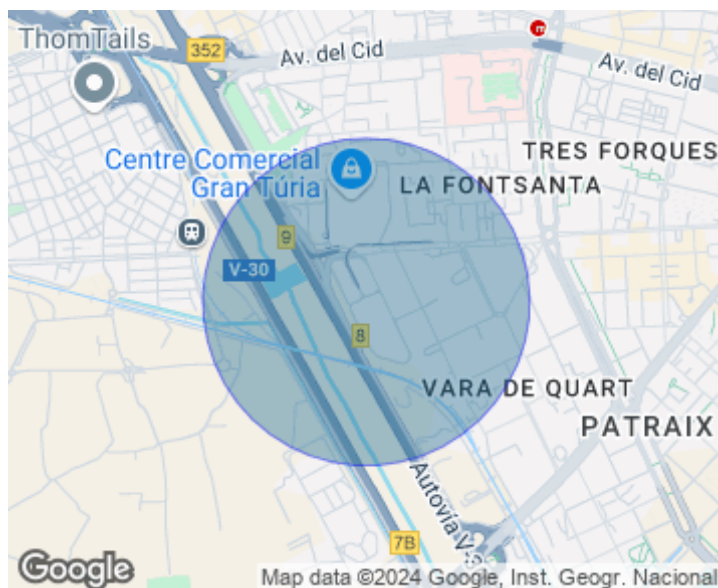 ThomTails
352
Av. del Cid
m
Av. del Cid
TRES FORQUES
Centre Comercial
Gran Túria
LA FONTSANTA
9
V-30
8
VARA DE QUART
PATRAIX
Autovía V-
7B
Google
Map data ©2024 Google, Inst. Geogr. Nacional